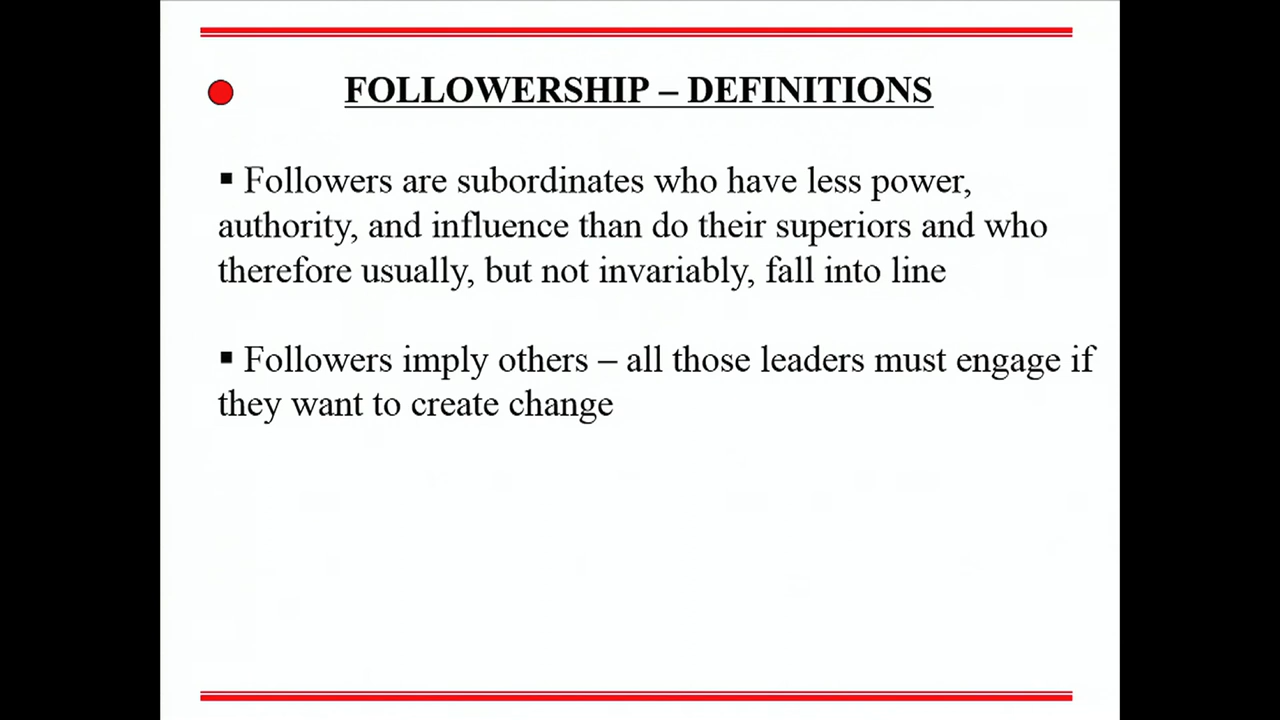 FOLLOWERSHIP – DEFINITIONS
▪ Followers are subordinates who have less power,
authority, and influence than do their superiors and who
therefore usually, but not invariably, fall into line
▪ Followers imply others – all those leaders must engage if
they want to create change